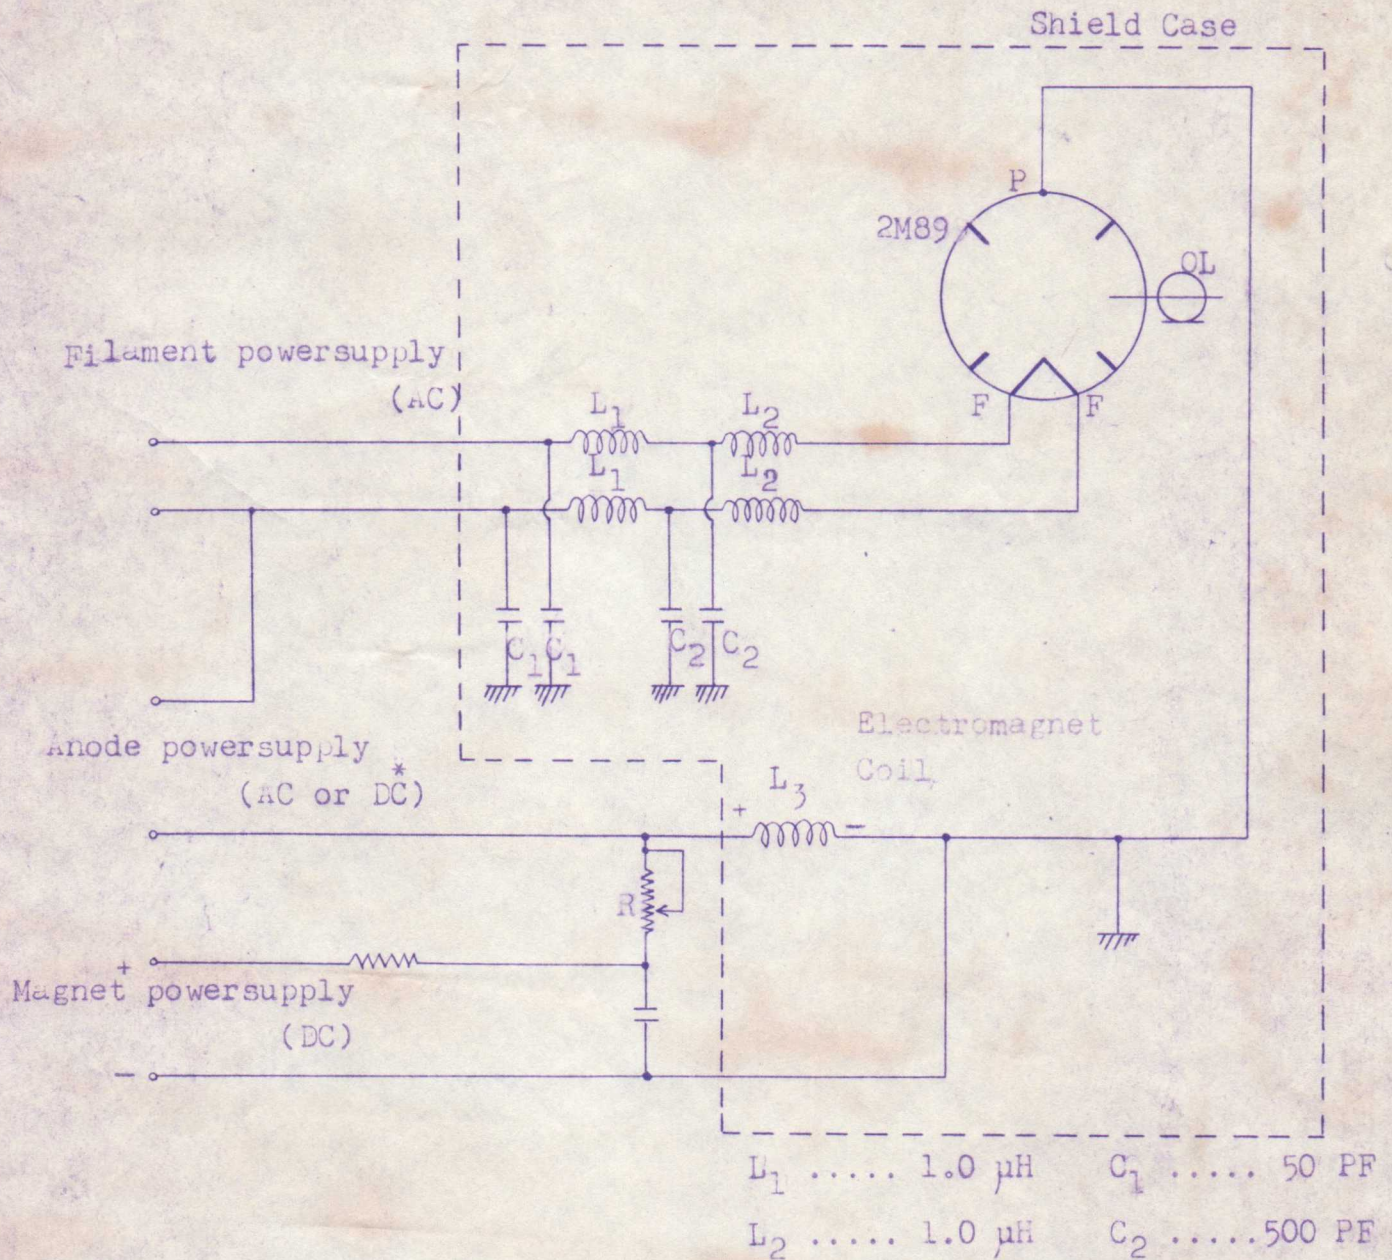 Shield Case
P
2M89
OL
Filament powersupply
(AC)
F F
L1 L2
L1 L2
C1 C1 C2 C2
Anode powersupply
(AC or DC*)
Electromagnet
Coil
L3
+ −
R
+
Magnet powersupply
(DC)
−
L1 ..... 1.0 µH C1 ..... 50 PF
L2 ..... 1.0 µH C2 .....500 PF